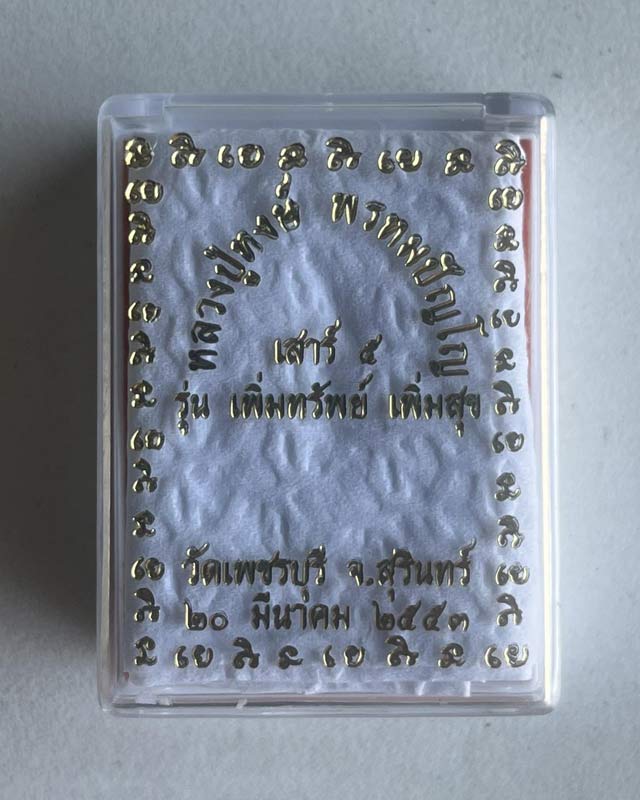 หลวงปู่หงษ์ พรหมปัญโญ
เสาร์ ๕
รุ่น เพิ่มทรัพย์ เพิ่มสุข
วัดเพชรบุรี จ.สุรินทร์
๒๐ มีนาคม ๒๕๕๓